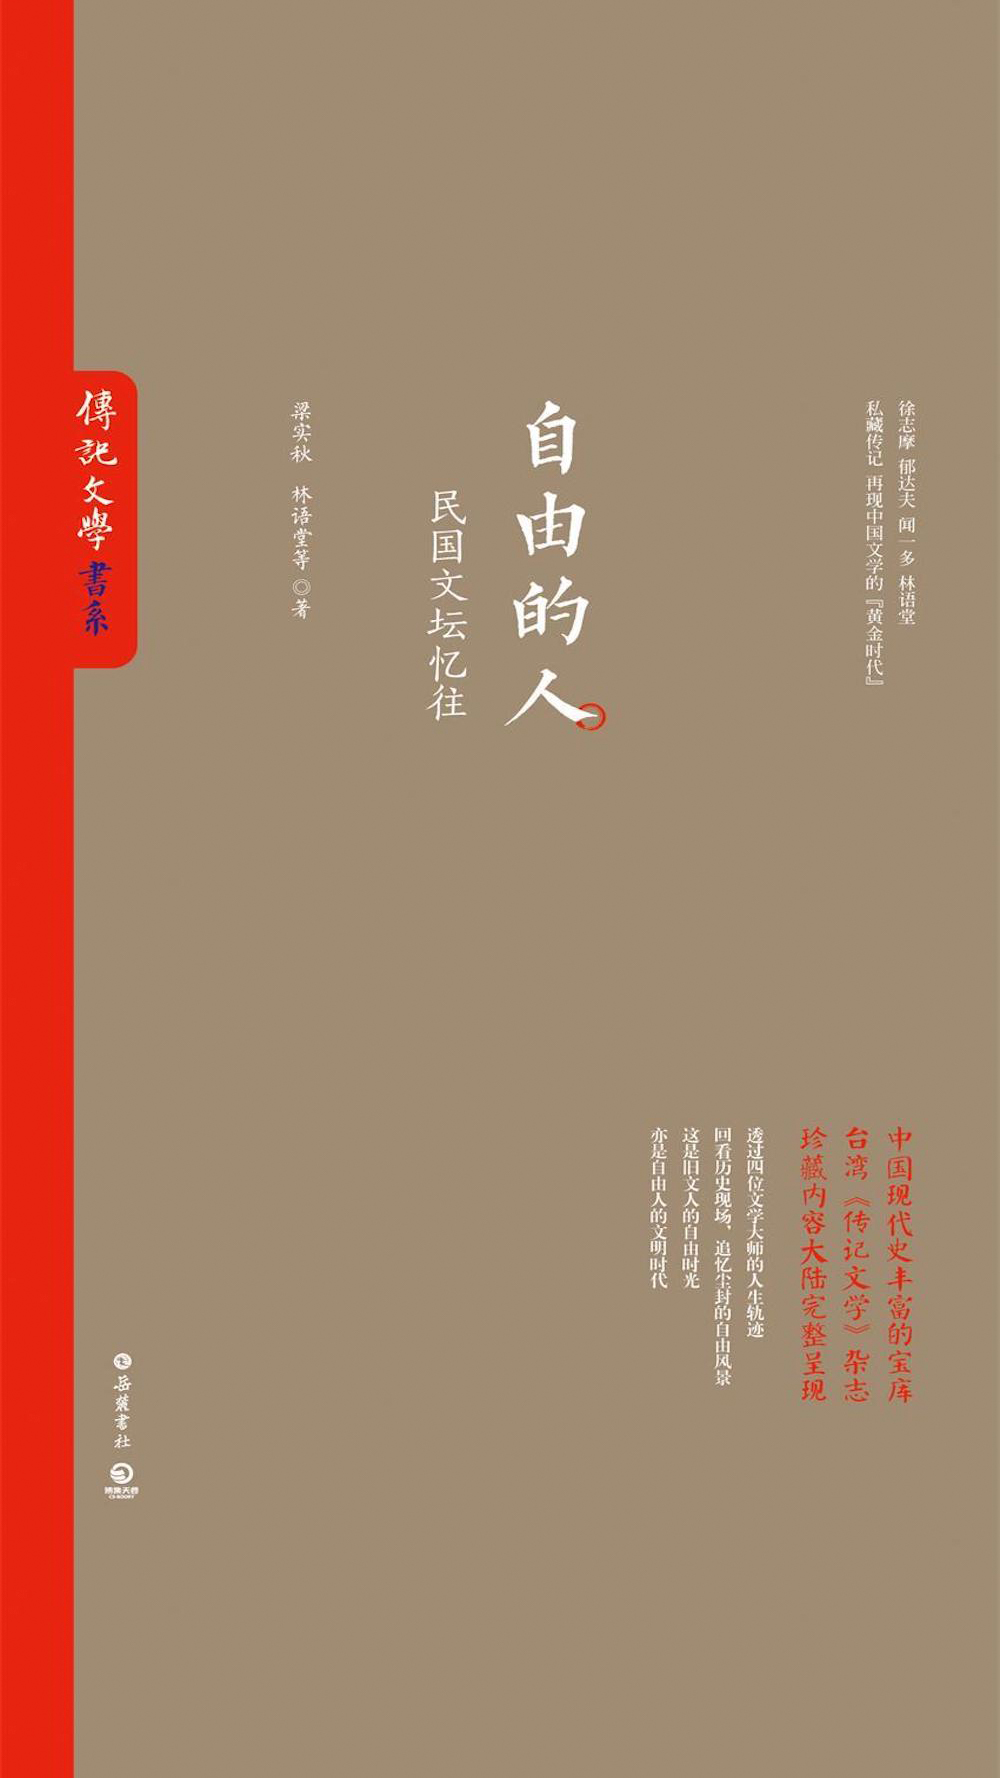 徐志摩 郁达夫 闻一多 林语堂
私藏传记 再现中国文学的『黄金时代』
自由的人
民国文坛忆往
梁实秋 林语堂等 ◎著
傳記文學書系
中国现代史丰富的宝库
台湾《传记文学》杂志
珍藏内容大陆完整呈现
透过四位文学大师的人生轨迹
回看历史现场，追忆尘封的自由风景
这是旧文人的自由时光
亦是自由人的文明时代
岳麓書社
博集天卷
CS-BOOKY